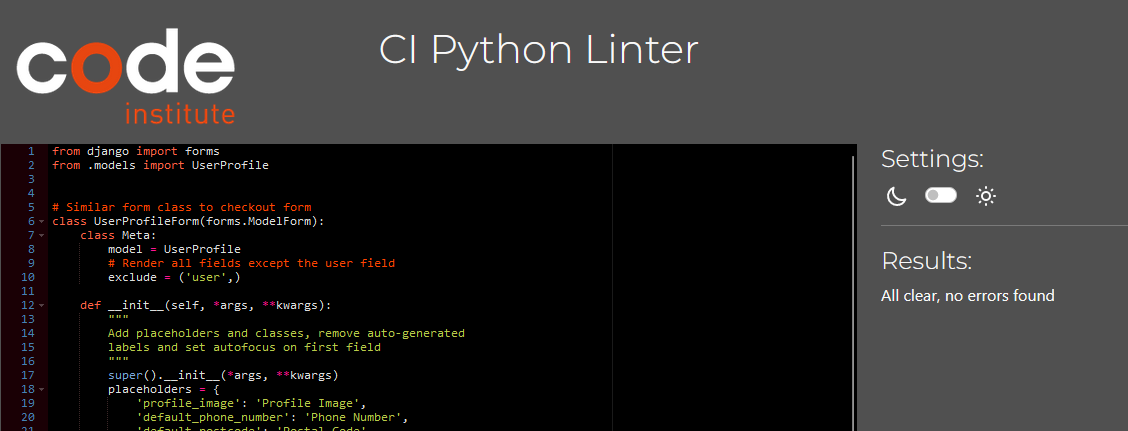 code
institute
CI Python Linter
1 from django import forms
2 from .models import UserProfile
3
4
5 # Similar form class to checkout form
6 class UserProfileForm(forms.ModelForm):
7     class Meta:
8         model = UserProfile
9         # Render all fields except the user field
10         exclude = ('user',)
11
12     def __init__(self, *args, **kwargs):
13         """
14         Add placeholders and classes, remove auto-generated
15         labels and set autofocus on first field
16         """
17         super().__init__(*args, **kwargs)
18         placeholders = {
19             'profile_image': 'Profile Image',
20             'default_phone_number': 'Phone Number',
21             'default_postcode': 'Postal Code',
Settings:
Results:
All clear, no errors found